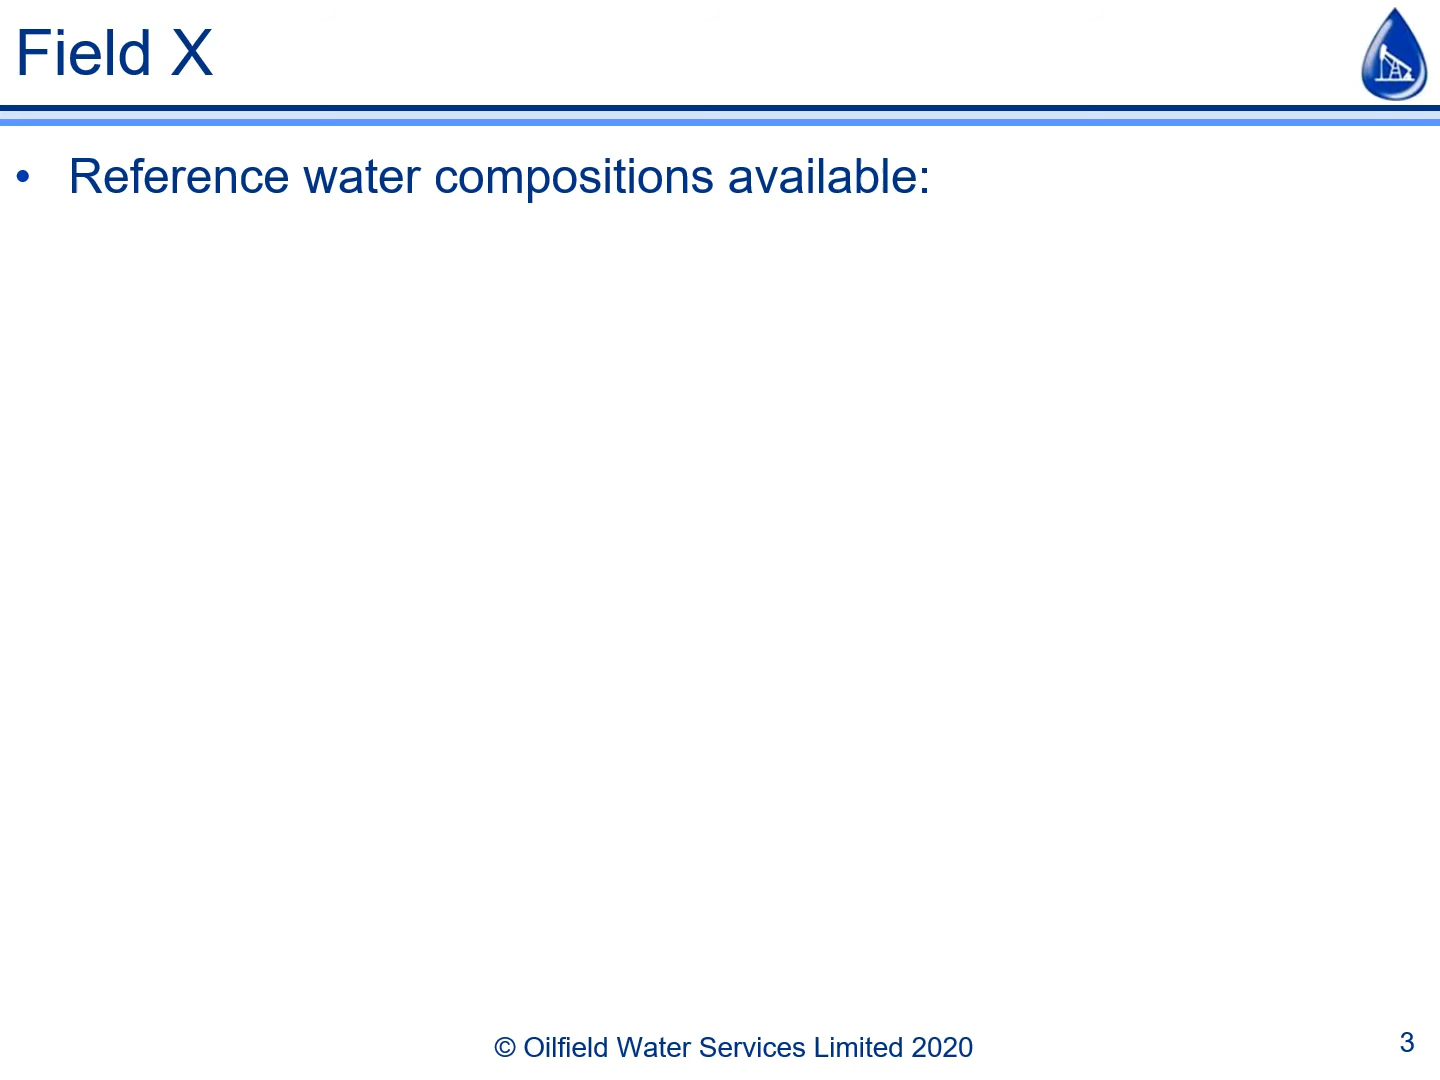 Field X
• Reference water compositions available:
© Oilfield Water Services Limited 2020
3